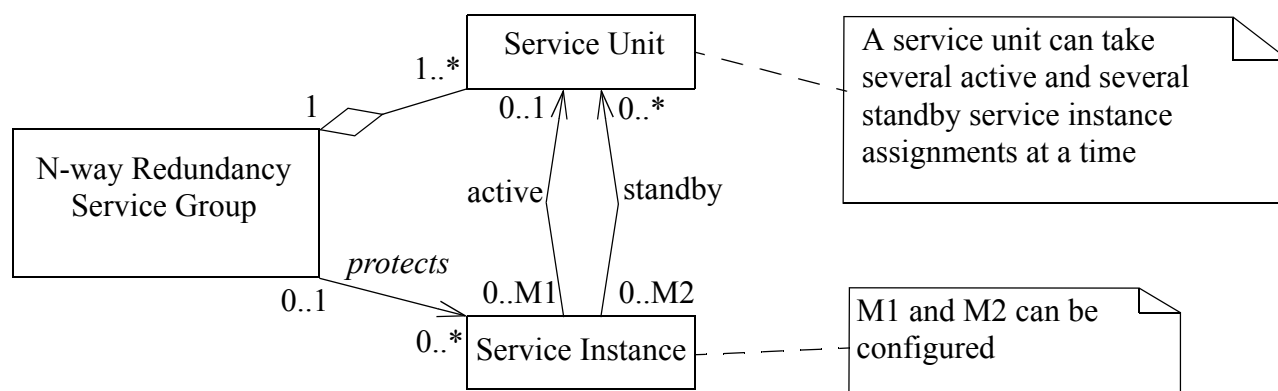 Service Unit
A service unit can take
several active and several
standby service instance
assignments at a time
1..*
1
0..1
0..*
N-way Redundancy
Service Group
active
standby
protects
0..1
0..M1
0..M2
0..*
Service Instance
M1 and M2 can be
configured